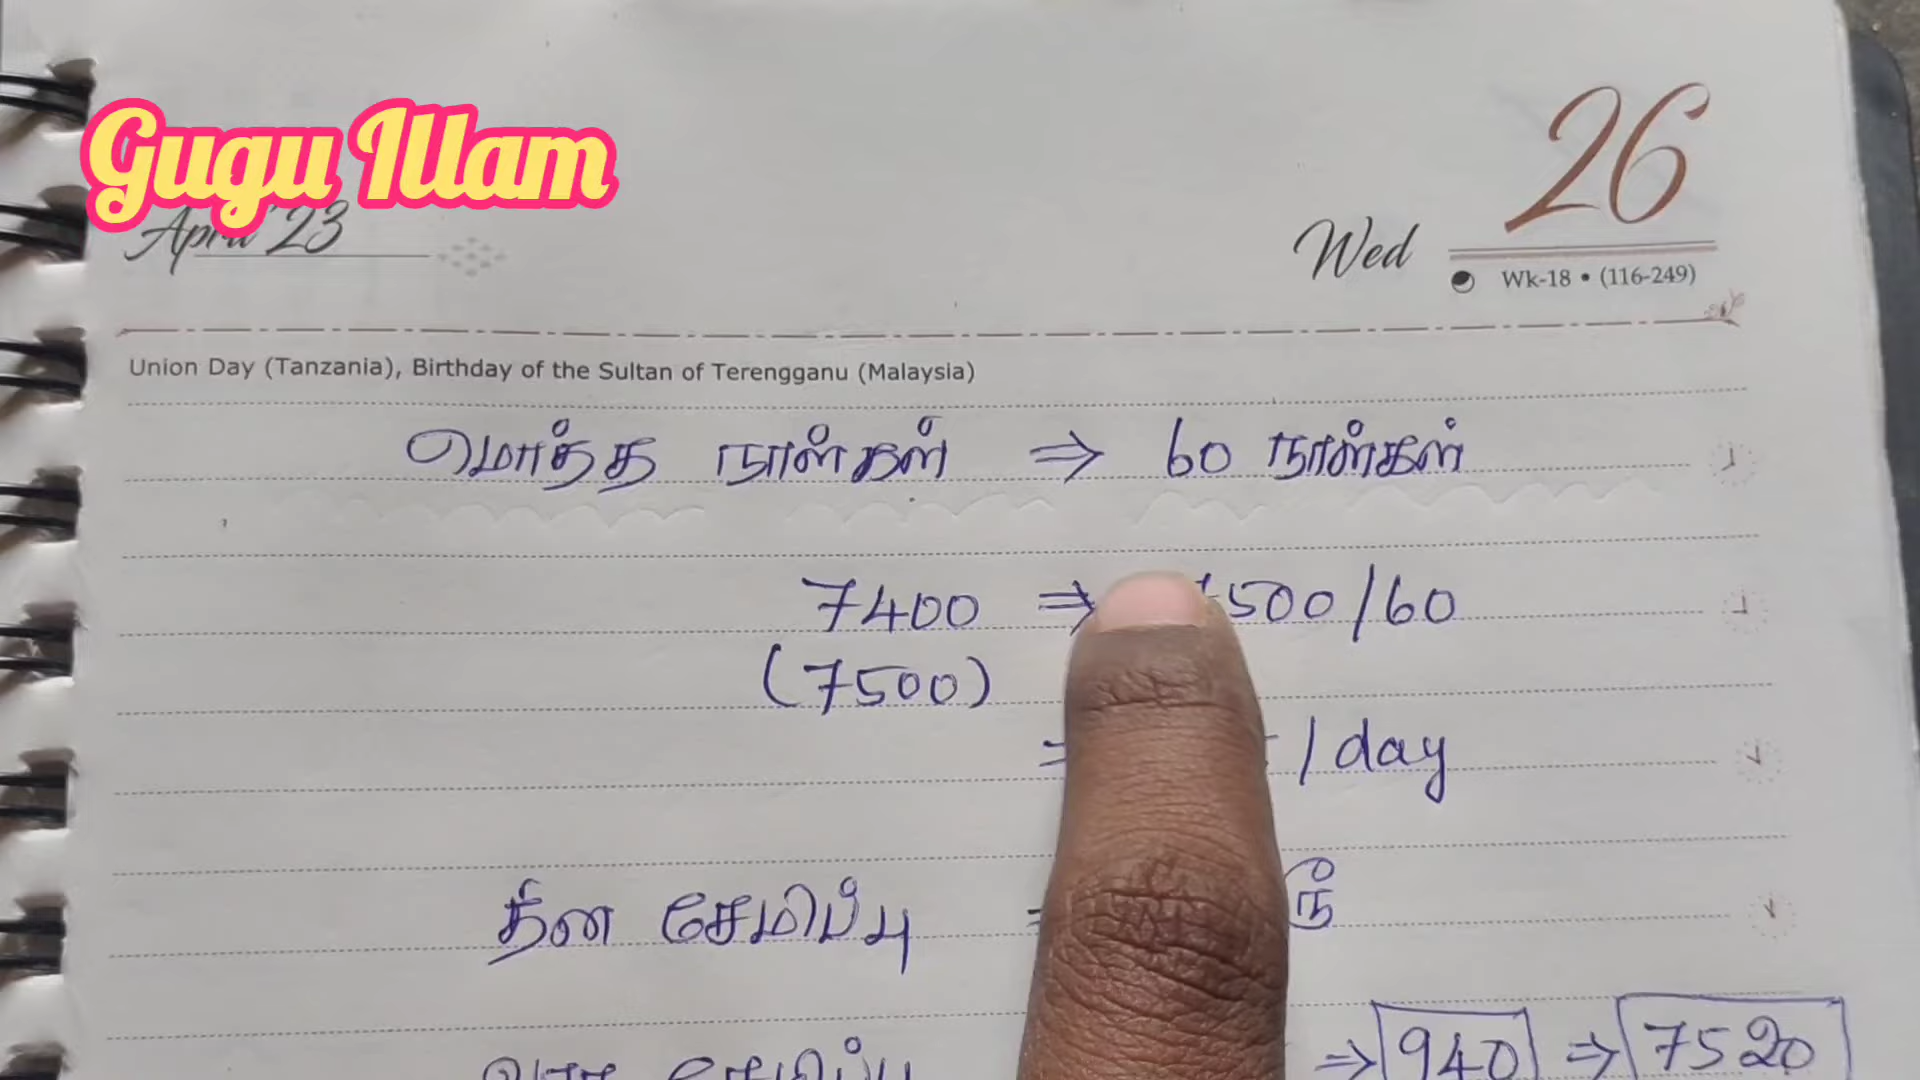 Gugu Illam
April '23
26
Wed
Wk-18 • (116-249)
Union Day (Tanzania), Birthday of the Sultan of Terengganu (Malaysia)
மொத்த நாள்கள் ⇒ 60 நாள்கள்
7400 ⇒ 500/60
(7500)
/day
தின சேமிப்பு
சேமிப்பு ⇒ 940 ⇒ 7520